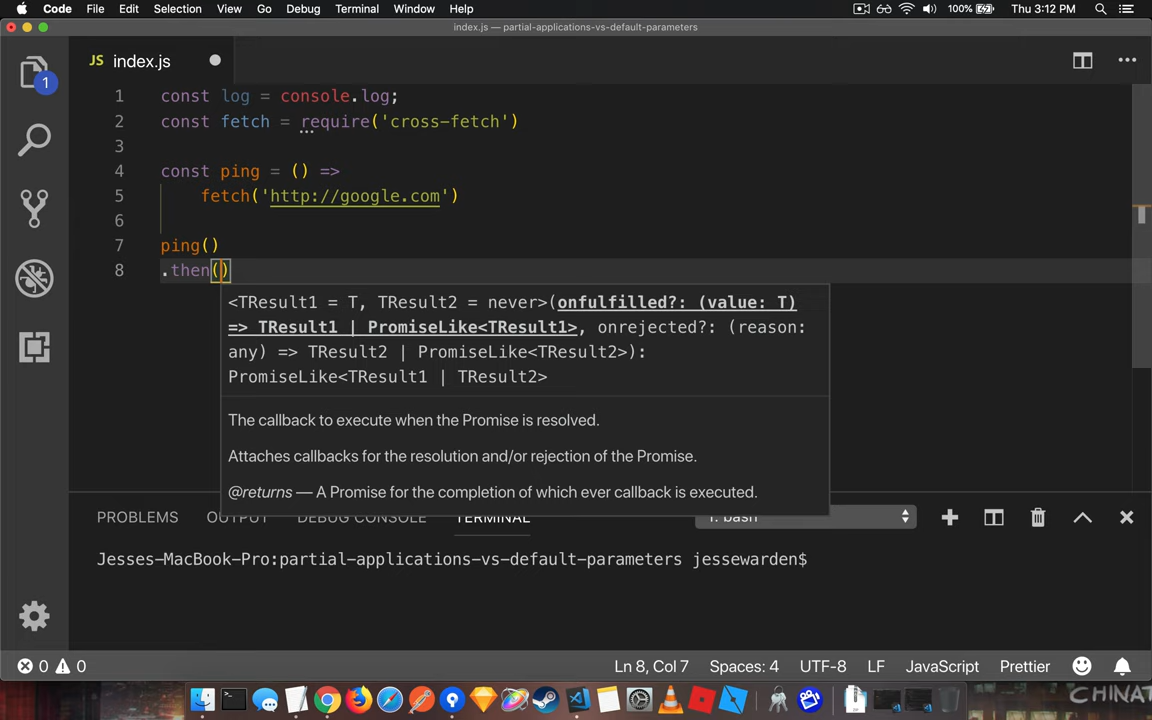 Code File Edit Selection View Go Debug Terminal Window Help 100% Thu 3:12 PM
index.js — partial-applications-vs-default-parameters
JS index.js
1
1 const log = console.log;
2 const fetch = require('cross-fetch')
3
4 const ping = () =>
5 fetch('http://google.com')
6
7 ping()
8 .then()
<TResult1 = T, TResult2 = never>(onfulfilled?: (value: T)
=> TResult1 | PromiseLike<TResult1>, onrejected?: (reason:
any) => TResult2 | PromiseLike<TResult2>):
PromiseLike<TResult1 | TResult2>
The callback to execute when the Promise is resolved.
Attaches callbacks for the resolution and/or rejection of the Promise.
@returns — A Promise for the completion of which ever callback is executed.
PROBLEMS OUTPUT DEBUG CONSOLE TERMINAL 1: bash
Jesses-MacBook-Pro:partial-applications-vs-default-parameters jessewarden$
0 0 Ln 8, Col 7 Spaces: 4 UTF-8 LF JavaScript Prettier
CHINAT